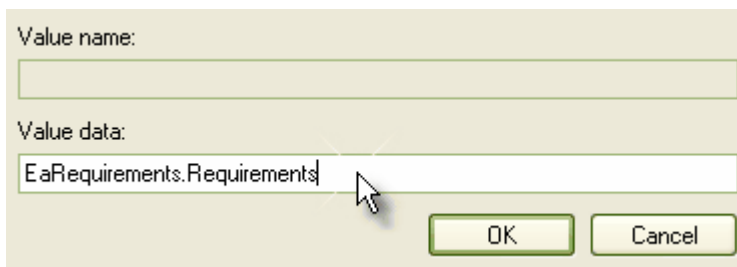 Value name:
Value data:
EaRequirements.Requirements
OK Cancel